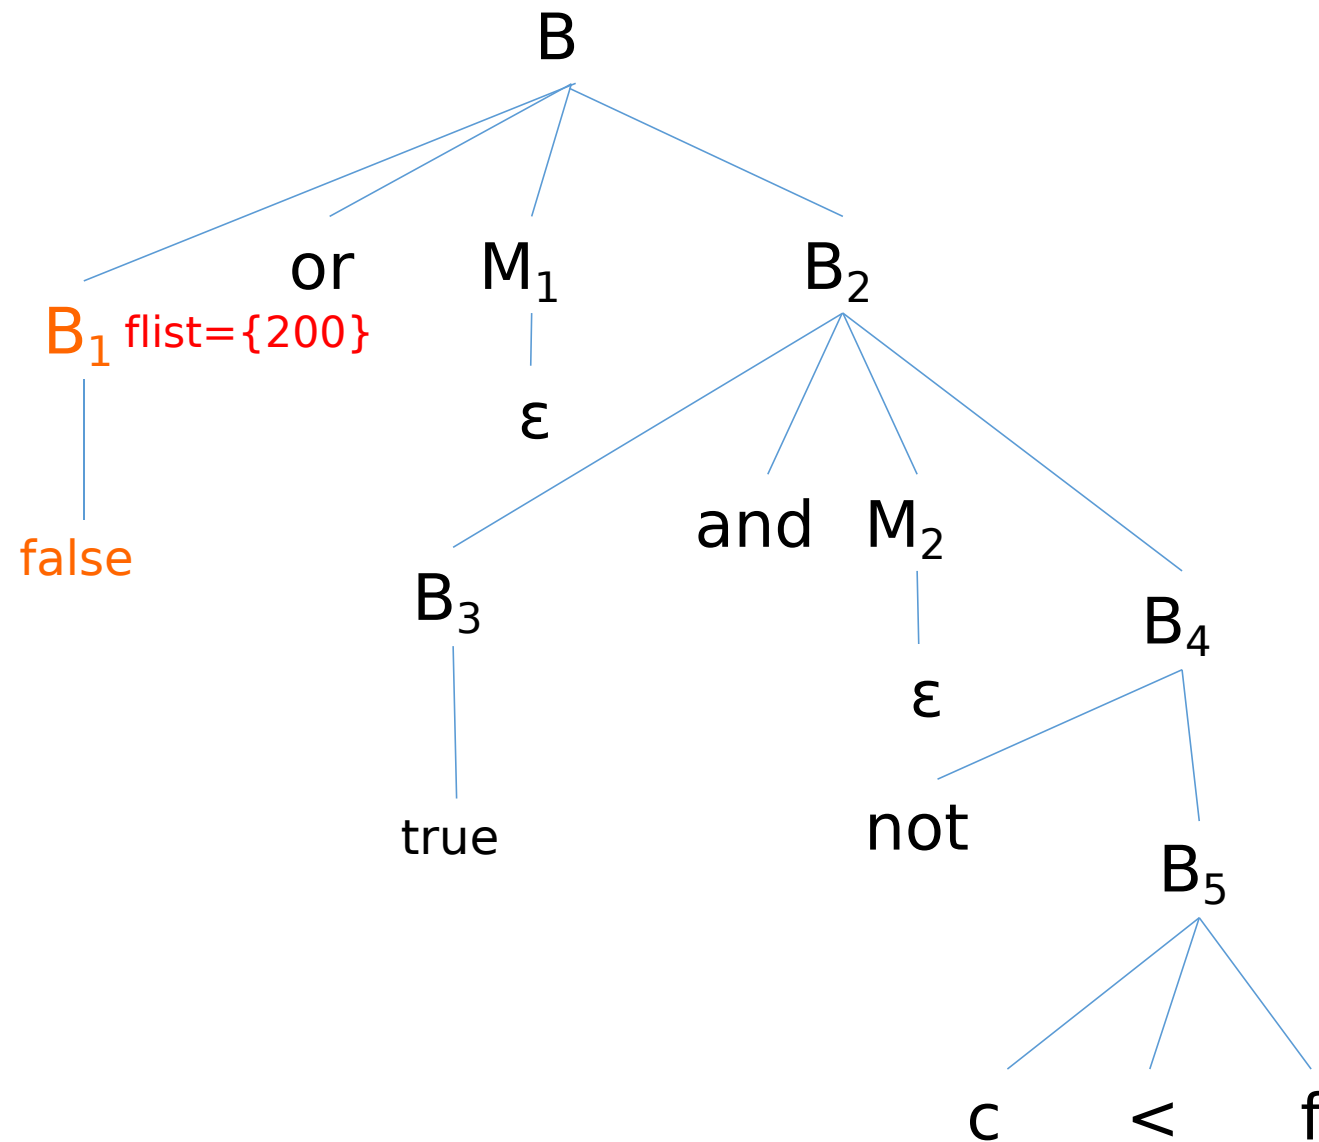 B
or M₁ B₂
B₁ flist={200}
ε
and M₂
false
B₃ B₄
ε
true not
B₅
c < f